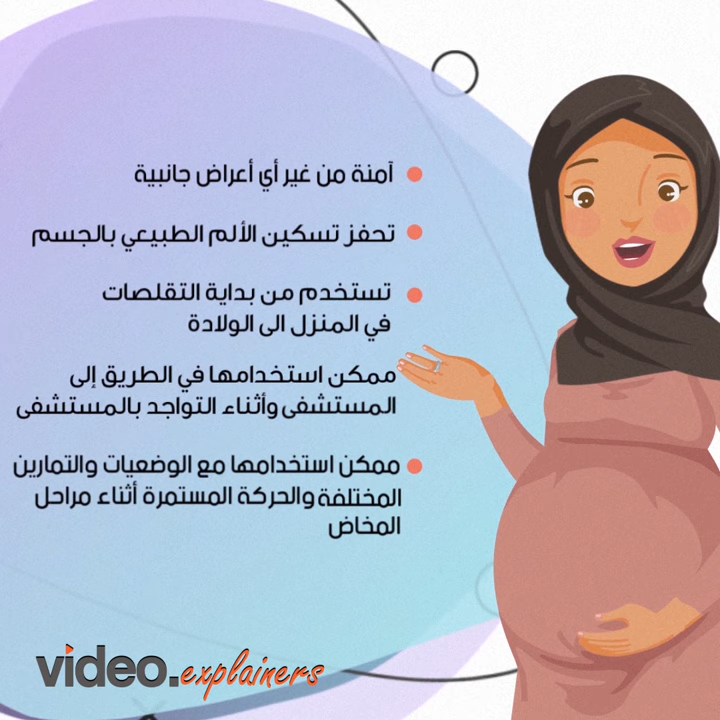 آمنة من غير أي أعراض جانبية
تحفز تسكين الألم الطبيعي بالجسم
تستخدم من بداية التقلصات
في المنزل الى الولادة
ممكن استخدامها في الطريق إلى
المستشفى وأثناء التواجد بالمستشفى
ممكن استخدامها مع الوضعيات والتمارين
المختلفة والحركة المستمرة أثناء مراحل
المخاض
video.explainers